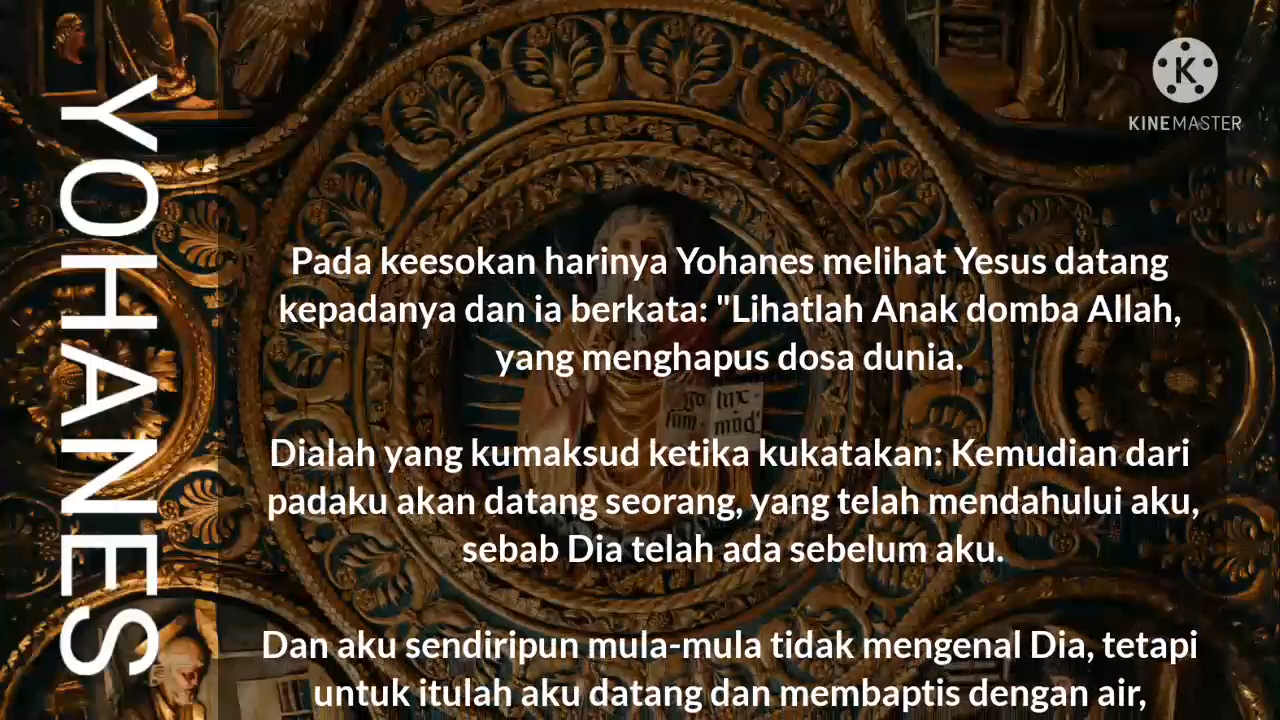 YOHANES
KINEMASTER
Pada keesokan harinya Yohanes melihat Yesus datang
kepadanya dan ia berkata: "Lihatlah Anak domba Allah,
yang menghapus dosa dunia.
Dialah yang kumaksud ketika kukatakan: Kemudian dari
padaku akan datang seorang, yang telah mendahului aku,
sebab Dia telah ada sebelum aku.
Dan aku sendiripun mula-mula tidak mengenal Dia, tetapi
untuk itulah aku datang dan membaptis dengan air,